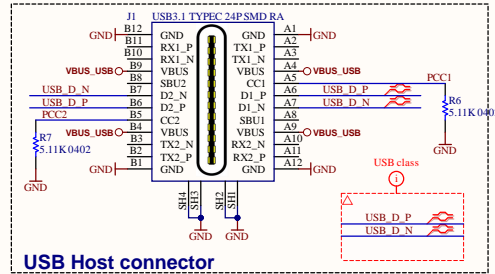 J1 USB3.1 TYPEC 24P SMD RA
GND B12 GND GND A1 GND
B11 RX1_P TX1_P A2
B10 RX1_N TX1_N A3
VBUS_USB B9 VBUS VBUS A4 VBUS_USB
B8 SBU2 CC1 A5 PCC1
USB_D_N B7 D2_N D1_P A6 USB_D_P
USB_D_P B6 D2_P D1_N A7 USB_D_N
PCC2 B5 CC2 SBU1 A8
VBUS_USB B4 VBUS VBUS A9 VBUS_USB
B3 TX2_N RX2_N A10
B2 TX2_P RX2_P A11
GND B1 GND GND A12 GND
R6
5.11K 0402
GND
R7
5.11K 0402
GND
SH4 SH3 SH2 SH1
GND GND
USB class
i
USB_D_P
USB_D_N
USB Host connector